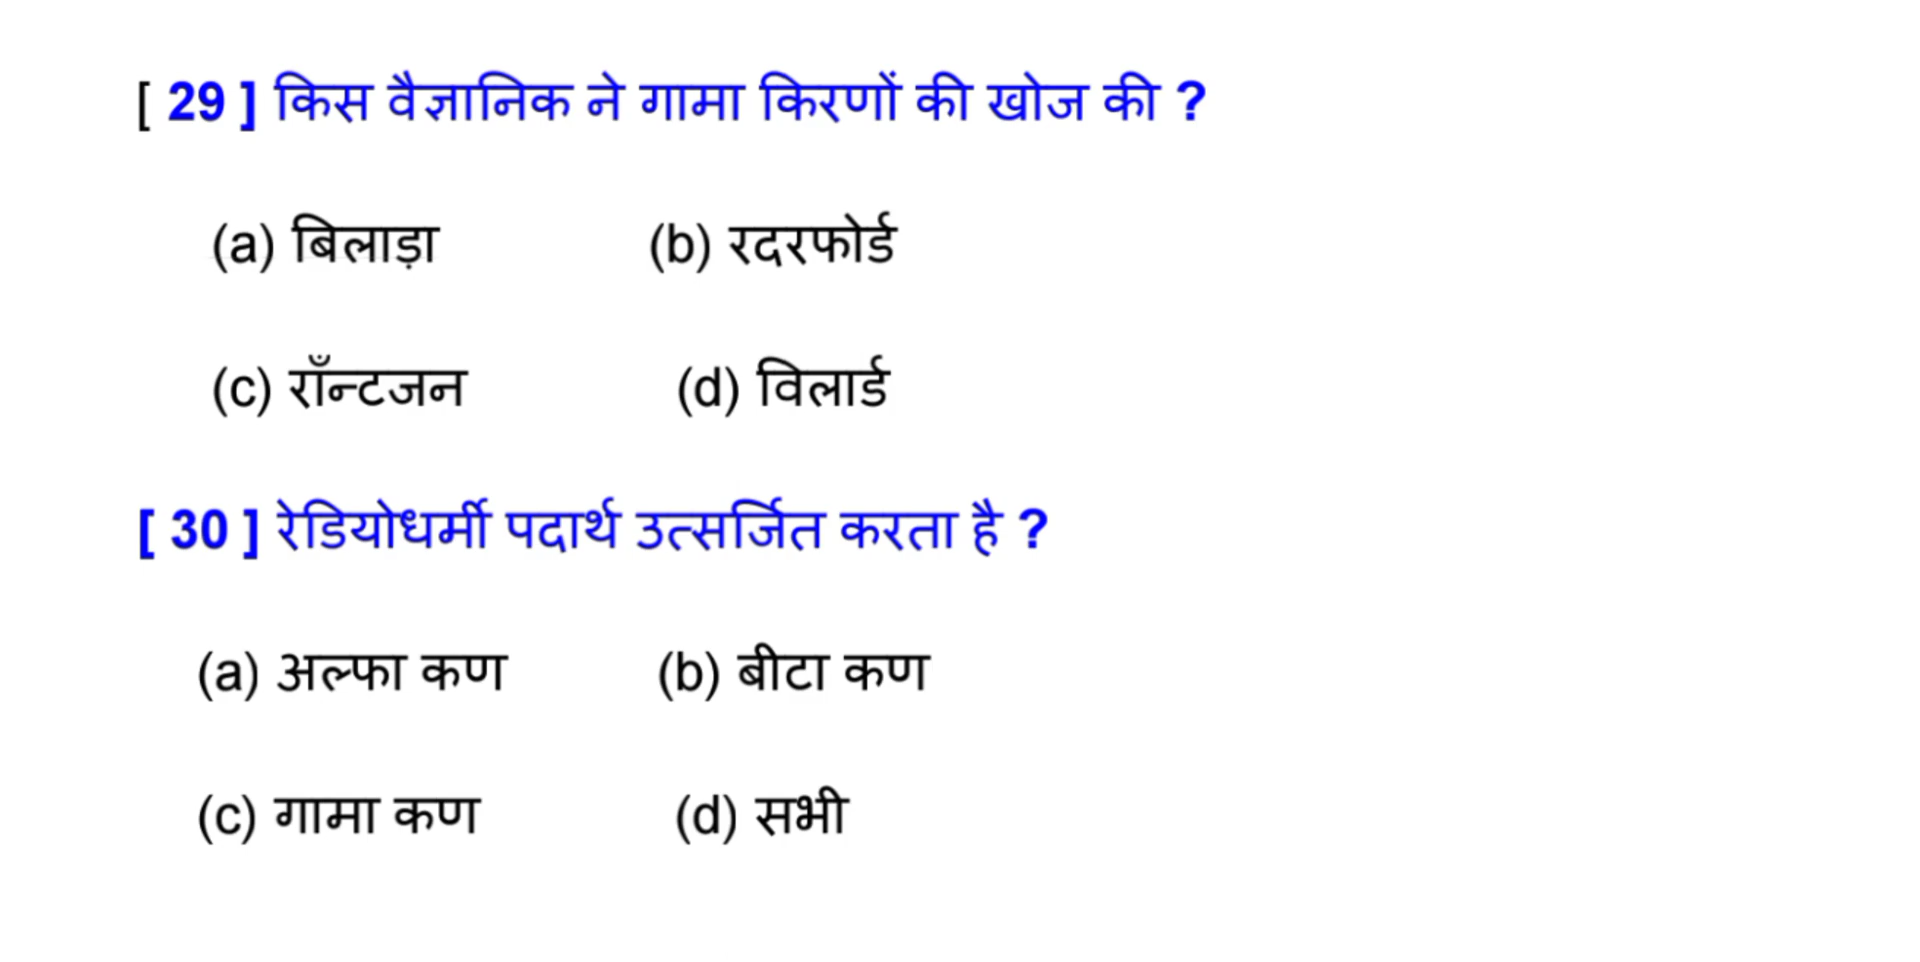 [ 29 ] किस वैज्ञानिक ने गामा किरणों की खोज की ?
(a) बिलाड़ा (b) रदरफोर्ड
(c) रॉंन्टजन (d) विलार्ड
[ 30 ] रेडियोधर्मी पदार्थ उत्सर्जित करता है ?
(a) अल्फा कण (b) बीटा कण
(c) गामा कण (d) सभी